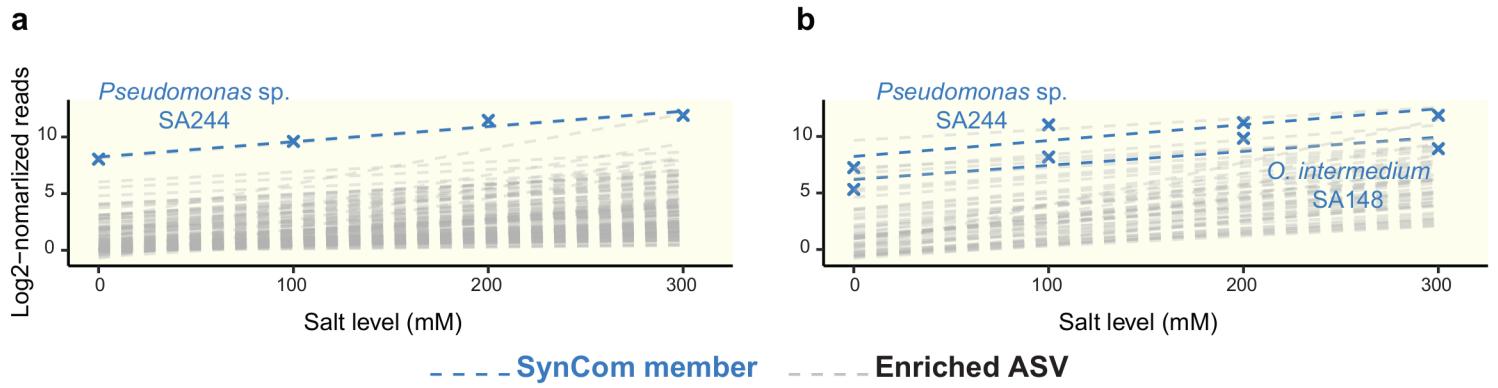 a
Log2−nomarlized reads
Pseudomonas sp.
SA244
10
5
0
0 100 200 300
Salt level (mM)
b
Pseudomonas sp.
SA244
O. intermedium
SA148
10
5
0
0 100 200 300
Salt level (mM)
SynCom member Enriched ASV